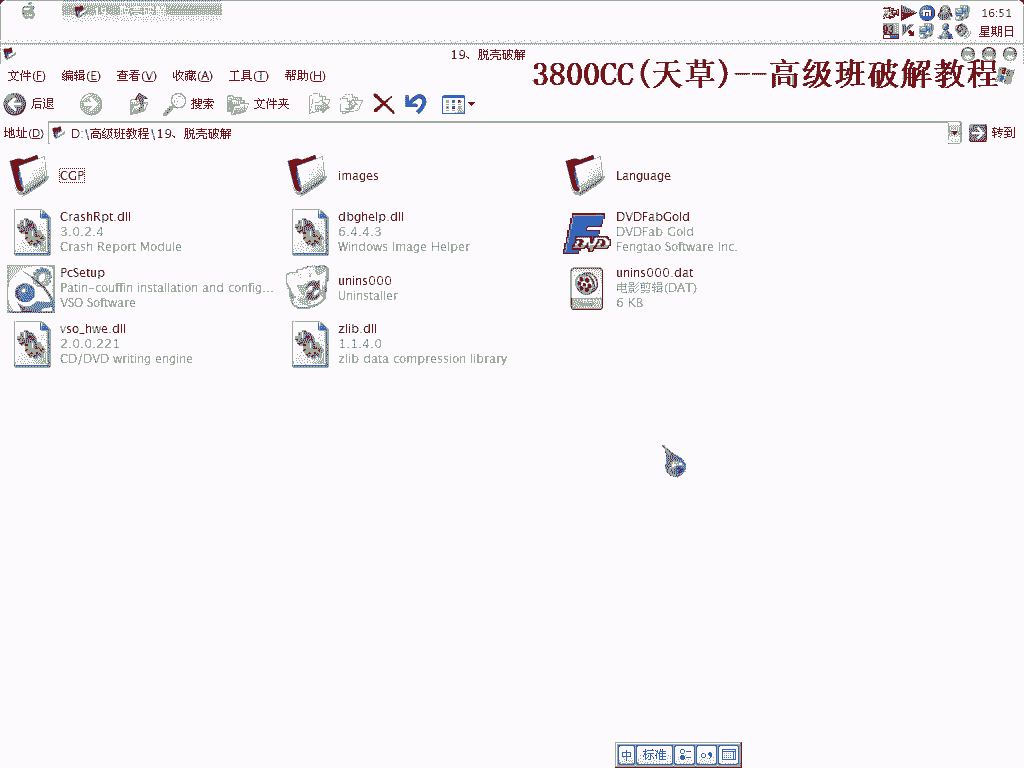 16:51
星期日
19、脱壳破解
3800CC(天草)--高级班破解教程
文件(F) 编辑(E) 查看(V) 收藏(A) 工具(T) 帮助(H)
后退 搜索 文件夹
地址(D) D:\高级班教程\19、脱壳破解 转到
CGP
images
Language
CrashRpt.dll
3.0.2.4
Crash Report Module
dbghelp.dll
6.4.4.3
Windows Image Helper
DVDFabGold
DVDFab Gold
Fengtao Software Inc.
PcSetup
Patin-couffin installation and config...
VSO Software
unins000
Uninstaller
unins000.dat
电影剪辑(DAT)
6 KB
vso_hwe.dll
2.0.0.221
CD/DVD writing engine
zlib.dll
1.1.4.0
zlib data compression library
中 标准